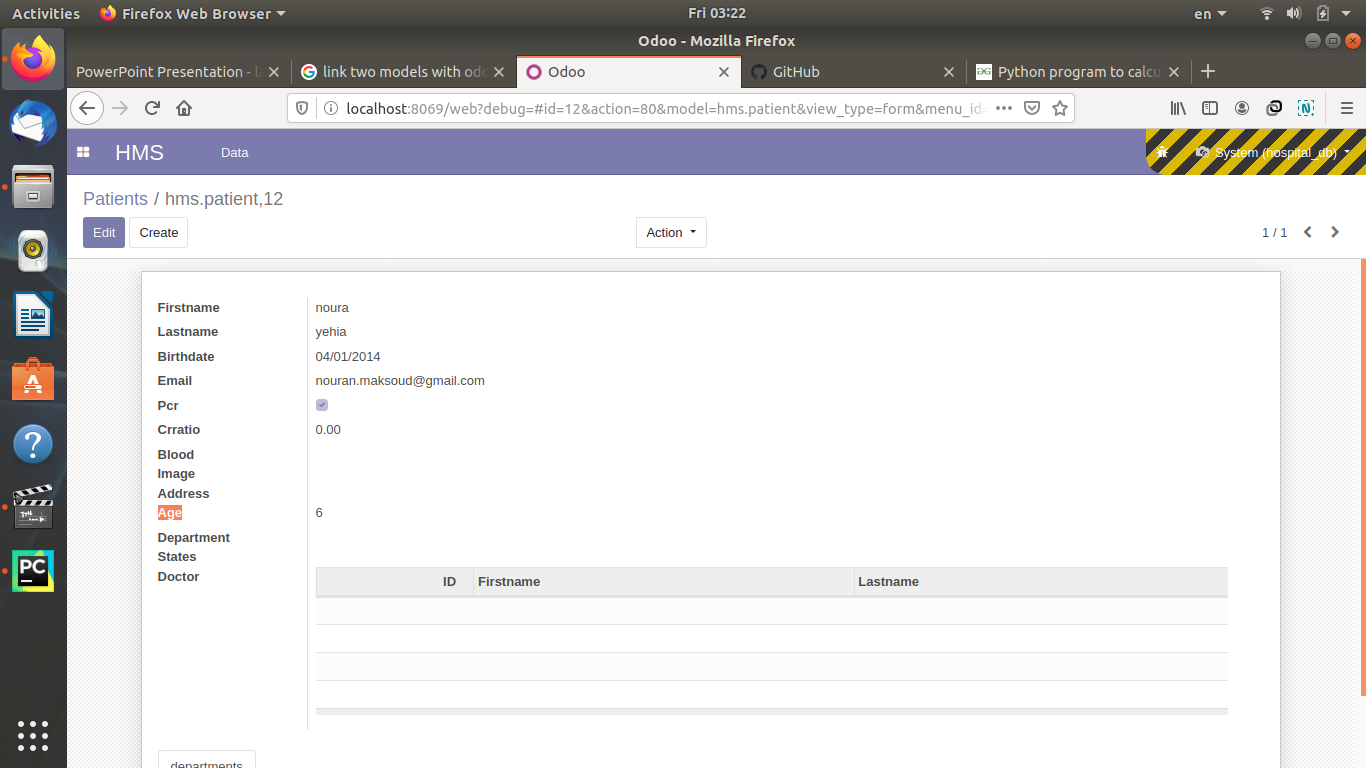 Activities Firefox Web Browser Fri 03:22 en
Odoo - Mozilla Firefox
PowerPoint Presentation - link two models with Odoo GitHub Python program to
localhost:8069/web?debug=#id=12&action=80&model=hms.patient&view_type=form&menu_id=
HMS Data System (hospital_db)
Patients / hms.patient,12
Edit Create Action 1 / 1
Firstname noura
Lastname yehia
Birthdate 04/01/2014
Email nouran.maksoud@gmail.com
Pcr
Crratio 0.00
Blood
Image
Address
Age 6
Department
States
Doctor
ID Firstname Lastname
departments